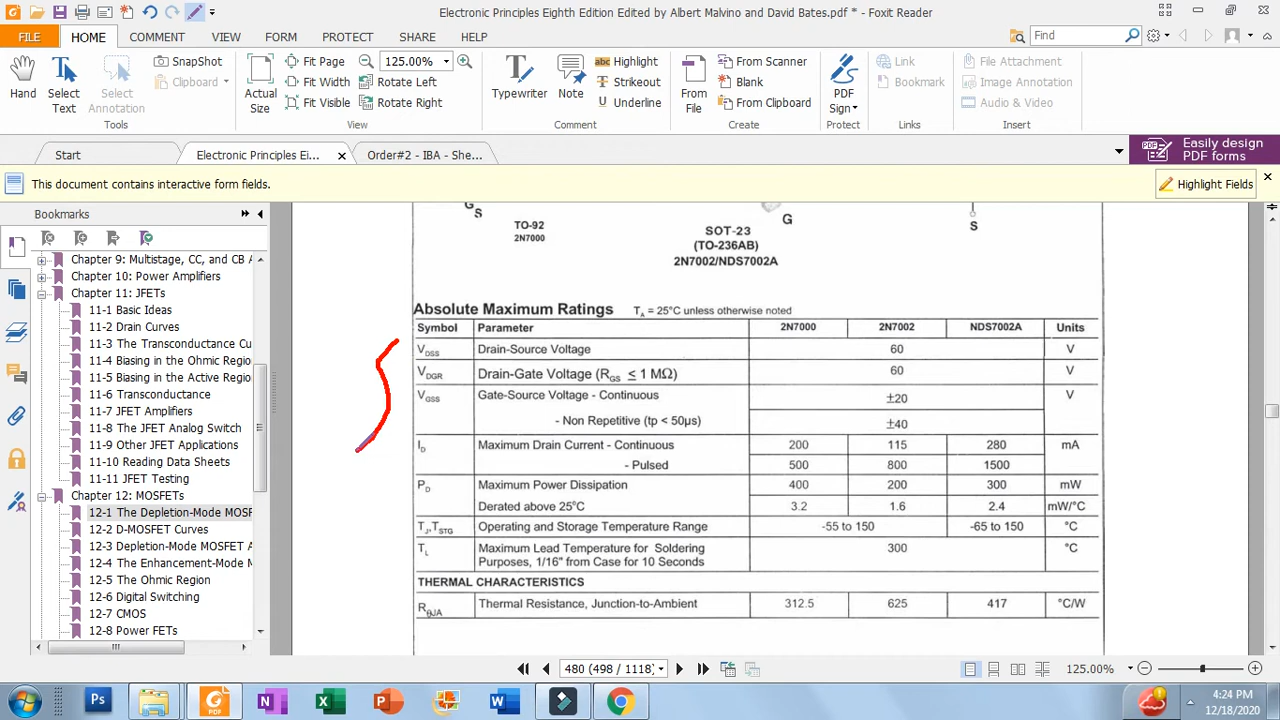 Electronic Principles Eighth Edition Edited by Albert Malvino and David Bates.pdf * - Foxit Reader
FILE HOME COMMENT VIEW FORM PROTECT SHARE HELP
Find
Hand
Select Text
Select Annotation
SnapShot
Clipboard
Tools
Actual Size
Fit Page
Fit Width
Fit Visible
125.00%
Rotate Left
Rotate Right
View
Typewriter
Note
Highlight
Strikeout
Underline
Comment
From File
From Scanner
Blank
From Clipboard
Create
PDF Sign
Protect
Link
Bookmark
Links
File Attachment
Image Annotation
Audio & Video
Insert
Start
Electronic Principles Ei...
Order#2 - IBA - She...
Easily design PDF forms
This document contains interactive form fields.
Highlight Fields
Bookmarks
Chapter 9: Multistage, CC, and CB A
Chapter 10: Power Amplifiers
Chapter 11: JFETs
11-1 Basic Ideas
11-2 Drain Curves
11-3 The Transconductance Cu
11-4 Biasing in the Ohmic Regio
11-5 Biasing in the Active Regio
11-6 Transconductance
11-7 JFET Amplifiers
11-8 The JFET Analog Switch
11-9 Other JFET Applications
11-10 Reading Data Sheets
11-11 JFET Testing
Chapter 12: MOSFETs
12-1 The Depletion-Mode MOSF
12-2 D-MOSFET Curves
12-3 Depletion-Mode MOSFET A
12-4 The Enhancement-Mode M
12-5 The Ohmic Region
12-6 Digital Switching
12-7 CMOS
12-8 Power FETs
G S
TO-92
2N7000
G
SOT-23
(TO-236AB)
2N7002/NDS7002A
S
Absolute Maximum Ratings TA = 25°C unless otherwise noted
Symbol Parameter 2N7000 2N7002 NDS7002A Units
VDSS Drain-Source Voltage 60 V
VDGR Drain-Gate Voltage (RGS ≤ 1 MΩ) 60 V
VGSS Gate-Source Voltage - Continuous ±20 V
- Non Repetitive (tp < 50µs) ±40
ID Maximum Drain Current - Continuous 200 115 280 mA
- Pulsed 500 800 1500
PD Maximum Power Dissipation 400 200 300 mW
Derated above 25°C 3.2 1.6 2.4 mW/°C
TJ,TSTG Operating and Storage Temperature Range -55 to 150 -65 to 150 °C
TL Maximum Lead Temperature for Soldering 300 °C
Purposes, 1/16" from Case for 10 Seconds
THERMAL CHARACTERISTICS
RθJA Thermal Resistance, Junction-to-Ambient 312.5 625 417 °C/W
480 (498 / 1118)
125.00%
4:24 PM
12/18/2020